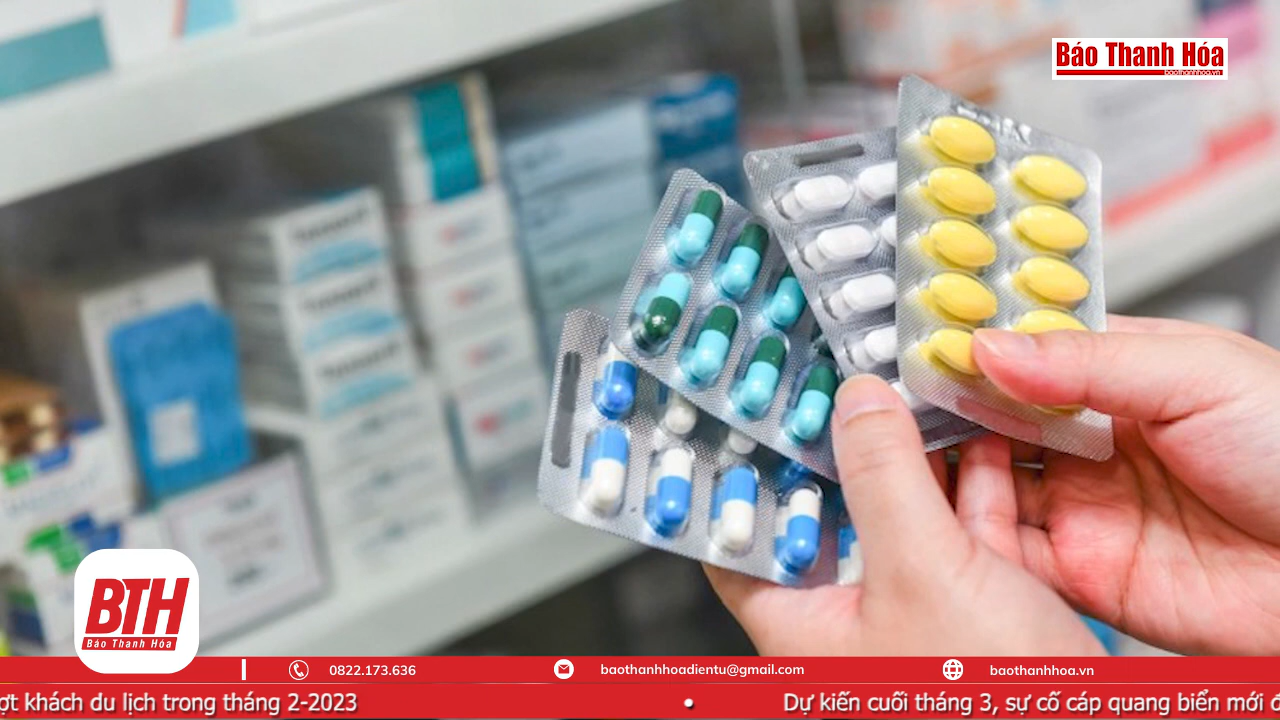 Báo Thanh Hóa
baothanhhoa.vn
BTH
Báo Thanh Hóa
0822.173.636
baothanhhoadientu@gmail.com
baothanhhoa.vn
ợt khách du lịch trong tháng 2-2023 • Dự kiến cuối tháng 3, sự cố cáp quang biển mới đ